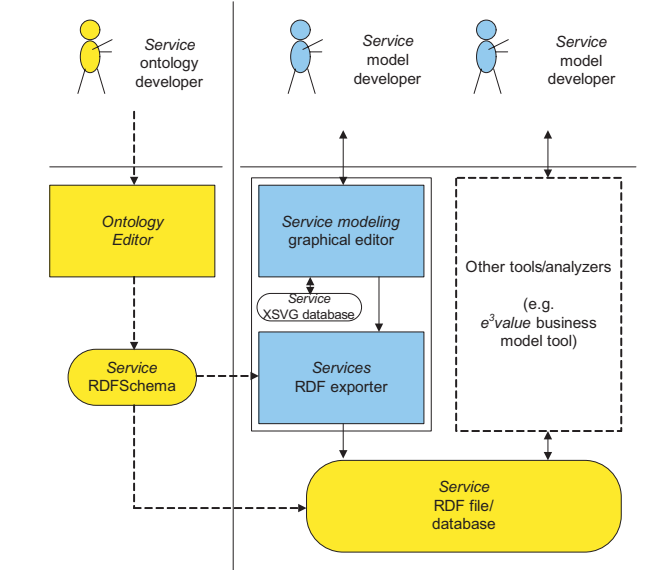 Service
ontology
developer
Service
model
developer
Service
model
developer
Ontology
Editor
Service modeling
graphical editor
Service
XSVG database
Other tools/analyzers
(e.g.
e³value business
model tool)
Service
RDFSchema
Services
RDF exporter
Service
RDF file/
database